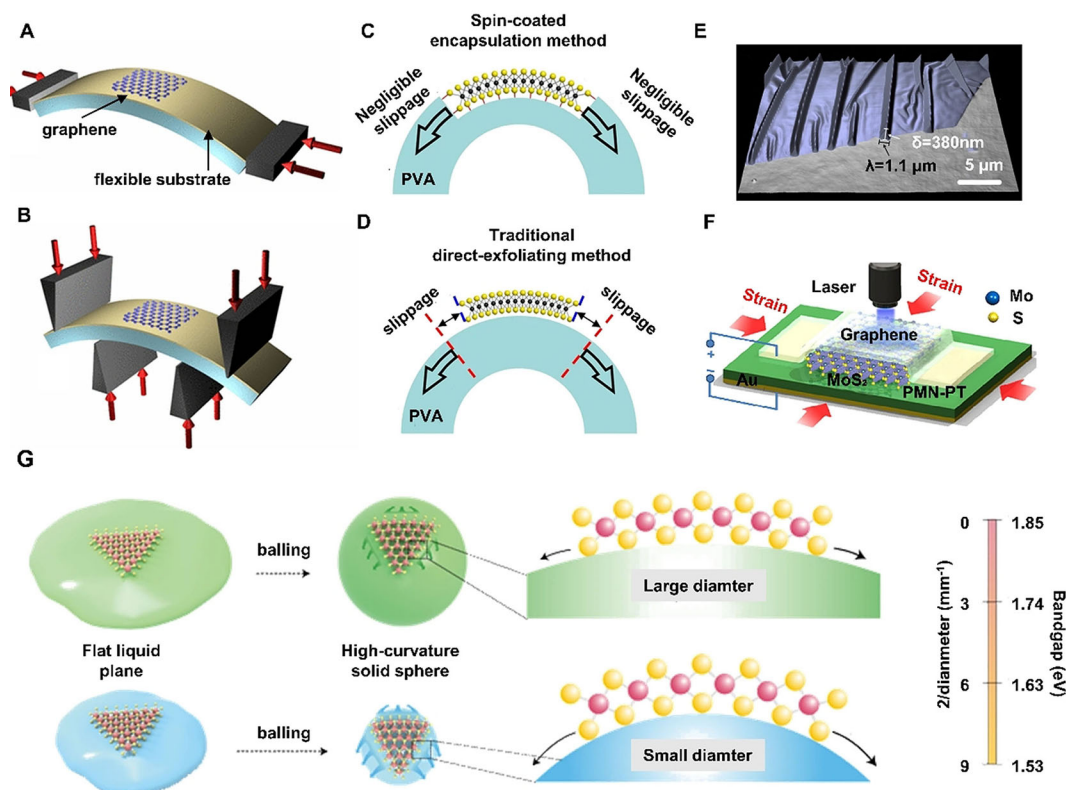 A
graphene
flexible substrate
B
C
Spin-coated
encapsulation method
Negligible
slippage
Negligible
slippage
PVA
D
Traditional
direct-exfoliating method
slippage
slippage
PVA
E
δ=380nm
λ=1.1 μm
5 μm
F
Laser
Strain
Strain
Mo
S
Graphene
+
−
Au
MoS₂
PMN-PT
G
balling
Large diamter
Flat liquid
plane
High-curvature
solid sphere
balling
Small diamter
2/dianmeter (mm⁻¹)
0
3
6
9
Bandgap (eV)
1.85
1.74
1.63
1.53